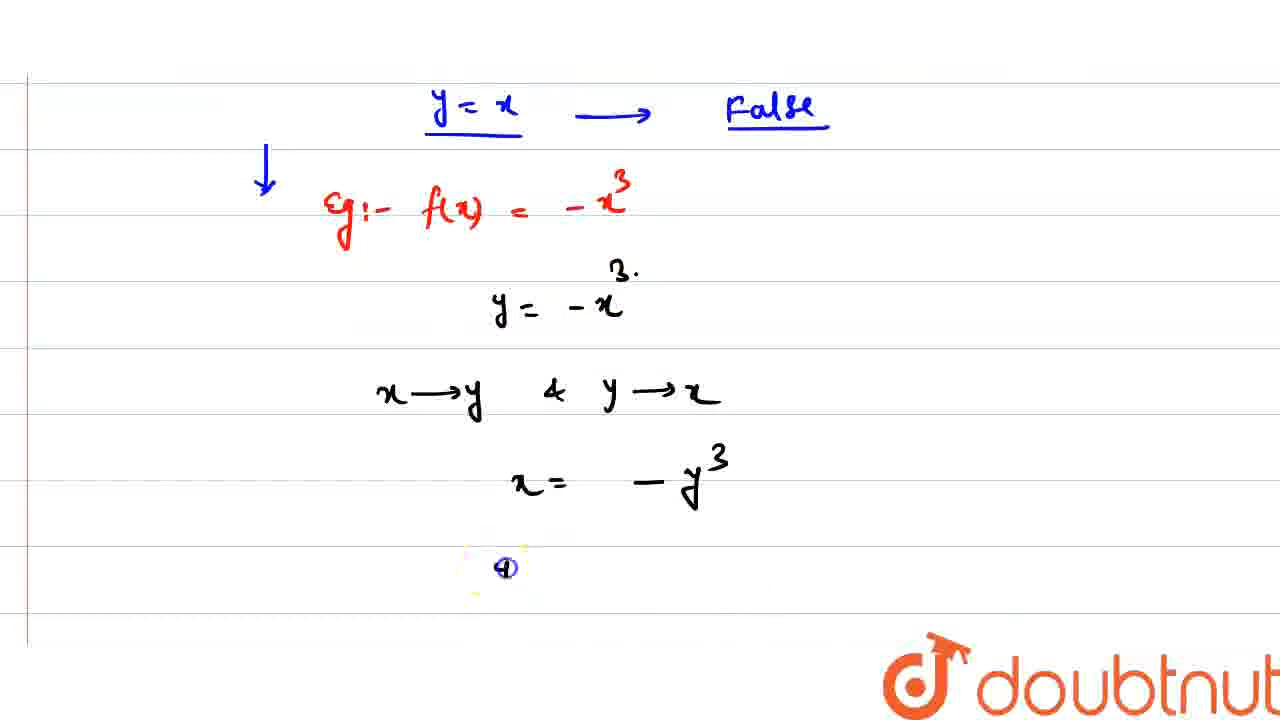 y = x → False
↓
Eg:- f(x) = -x³
y = -x³.
x → y & y → x
x = -y³
doubtnut